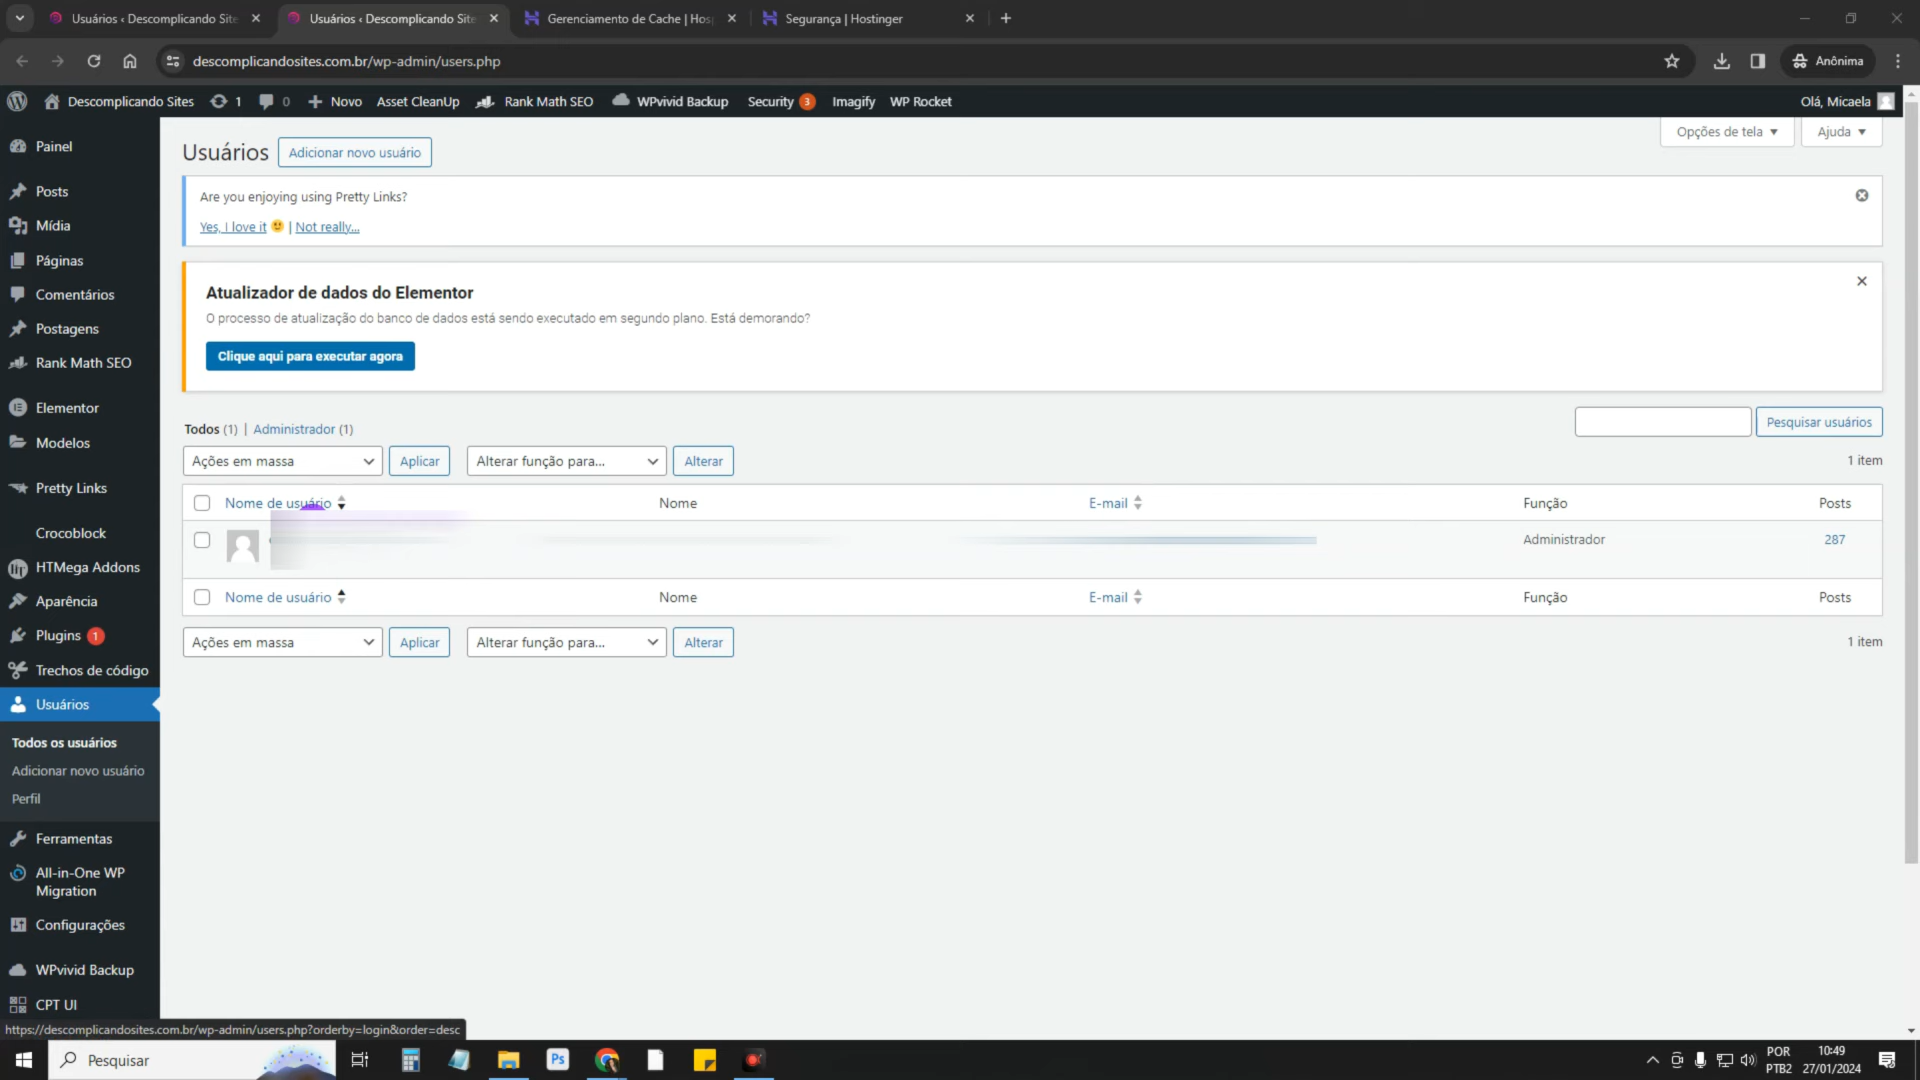 Usuários ‹ Descomplicando Site
Usuários ‹ Descomplicando Site
Gerenciamento de Cache | Hos
Segurança | Hostinger
descomplicandosites.com.br/wp-admin/users.php
Anônima
Descomplicando Sites
1
0
Novo
Asset CleanUp
Rank Math SEO
WPvivid Backup
Security 3
Imagify
WP Rocket
Olá, Micaela
Painel
Posts
Mídia
Páginas
Comentários
Postagens
Rank Math SEO
Elementor
Modelos
Pretty Links
Crocoblock
HTMega Addons
Aparência
Plugins 1
Trechos de código
Usuários
Todos os usuários
Adicionar novo usuário
Perfil
Ferramentas
All-in-One WP
Migration
Configurações
WPvivid Backup
CPT UI
Opções de tela
Ajuda
Usuários
Adicionar novo usuário
Are you enjoying using Pretty Links?
Yes, I love it 🙂 | Not really...
Atualizador de dados do Elementor
O processo de atualização do banco de dados está sendo executado em segundo plano. Está demorando?
Clique aqui para executar agora
Todos (1) | Administrador (1)
Pesquisar usuários
Ações em massa
Aplicar
Alterar função para...
Alterar
1 item
Nome de usuário
Nome
E-mail
Função
Posts
Administrador
287
Nome de usuário
Nome
E-mail
Função
Posts
Ações em massa
Aplicar
Alterar função para...
Alterar
1 item
https://descomplicandosites.com.br/wp-admin/users.php?orderby=login&order=desc
Pesquisar
Ps
POR
PTB2
10:49
27/01/2024